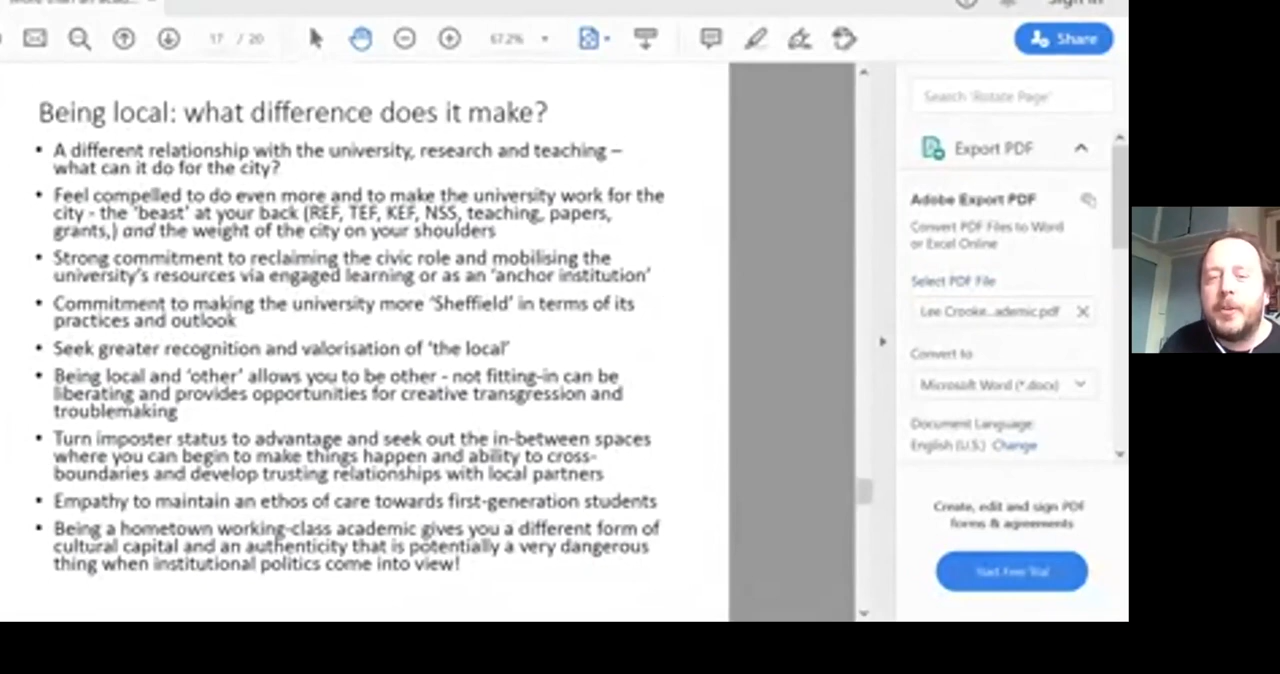 17 / 20
67.2%
Share
Being local: what difference does it make?
• A different relationship with the university, research and teaching –
what can it do for the city?
• Feel compelled to do even more and to make the university work for the
city - the 'beast' at your back (REF, TEF, KEF, NSS, teaching, papers,
grants,) and the weight of the city on your shoulders
• Strong commitment to reclaiming the civic role and mobilising the
university's resources via engaged learning or as an 'anchor institution'
• Commitment to making the university more 'Sheffield' in terms of its
practices and outlook
• Seek greater recognition and valorisation of 'the local'
• Being local and 'other' allows you to be other - not fitting-in can be
liberating and provides opportunities for creative transgression and
troublemaking
• Turn imposter status to advantage and seek out the in-between spaces
where you can begin to make things happen and ability to cross-
boundaries and develop trusting relationships with local partners
• Empathy to maintain an ethos of care towards first-generation students
• Being a hometown working-class academic gives you a different form of
cultural capital and an authenticity that is potentially a very dangerous
thing when institutional politics come into view!
Search 'Rotate Page'
Export PDF
Adobe Export PDF
Convert PDF Files to Word
or Excel Online
Select PDF File
Lee Crooke...ademic.pdf
Convert to
Microsoft Word (*.docx)
Document Language:
English (U.S.) Change
Create, edit and sign PDF
forms & agreements
Start Free Trial